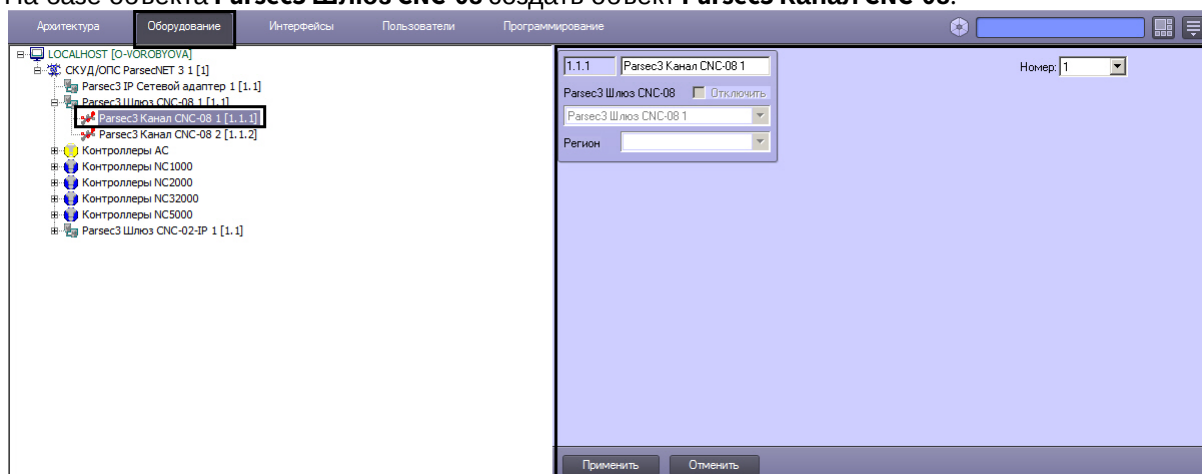 На базе объекта Parsec3 Шлюз CNC-08 создать объект Parsec3 Канал CNC-08.
Архитектура Оборудование Интерфейсы Пользователи Программирование
LOCALHOST [O-VOROBYOVA]
СКУД/ОПС ParsecNET 3 1 [1]
Parsec3 IP Сетевой адаптер 1 [1.1]
Parsec3 Шлюз CNC-08 1 [1.1]
Parsec3 Канал CNC-08 1 [1.1.1]
Parsec3 Канал CNC-08 2 [1.1.2]
Контроллеры AC
Контроллеры NC1000
Контроллеры NC2000
Контроллеры NC32000
Контроллеры NC5000
Parsec3 Шлюз CNC-02-IP 1 [1.1]
1.1.1 Parsec3 Канал CNC-08 1
Parsec3 Шлюз CNC-08 Отключить
Parsec3 Шлюз CNC-08 1
Регион
Номер: 1
Применить Отменить